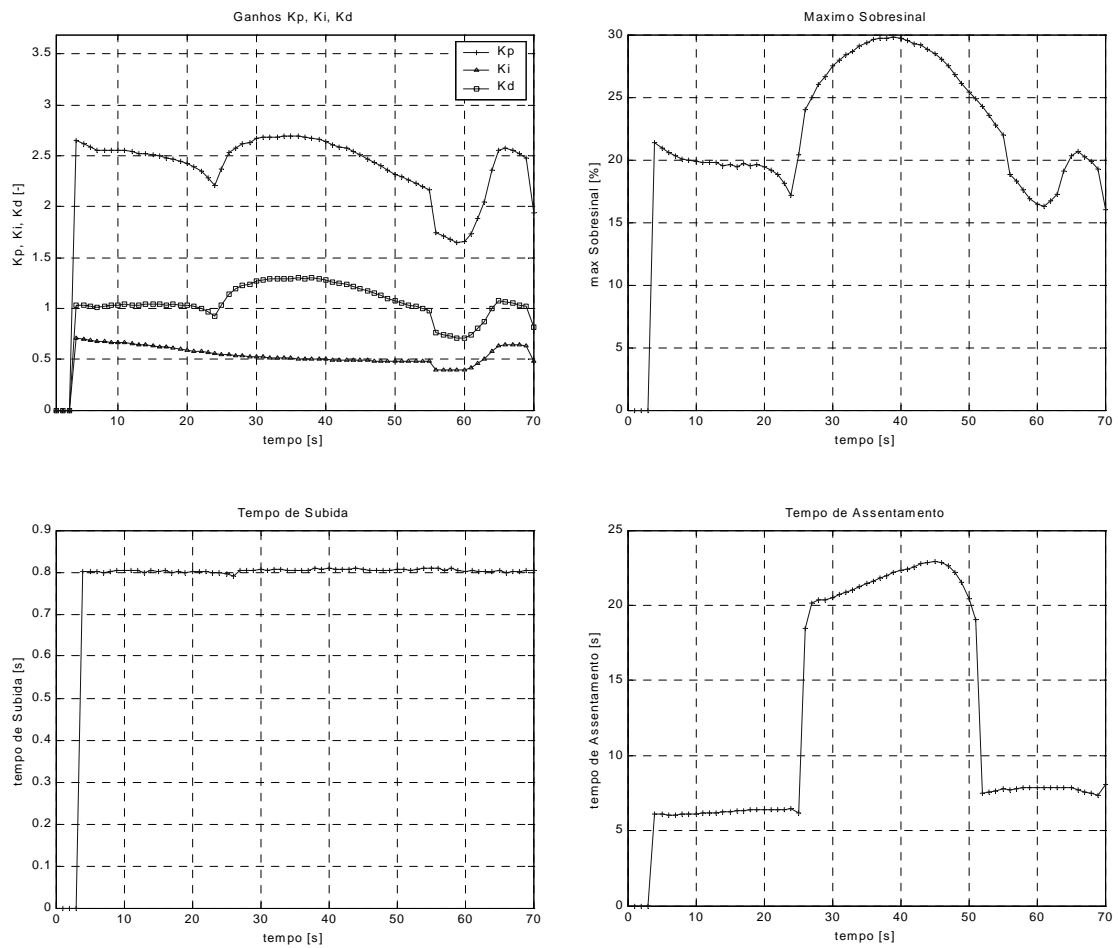 Ganhos Kp, Ki, Kd
3.5
3
2.5
2
1.5
1
0.5
0
Kp, Ki, Kd [-]
Kp
Ki
Kd
10 20 30 40 50 60 70
tempo [s]
Maximo Sobresinal
30
25
20
15
10
5
0
max Sobresinal [%]
0 10 20 30 40 50 60 70
tempo [s]
Tempo de Subida
0.9
0.8
0.7
0.6
0.5
0.4
0.3
0.2
0.1
0
tempo de Subida [s]
0 10 20 30 40 50 60 70
tempo [s]
Tempo de Assentamento
25
20
15
10
5
0
tempo de Assentamento [s]
0 10 20 30 40 50 60 70
tempo [s]